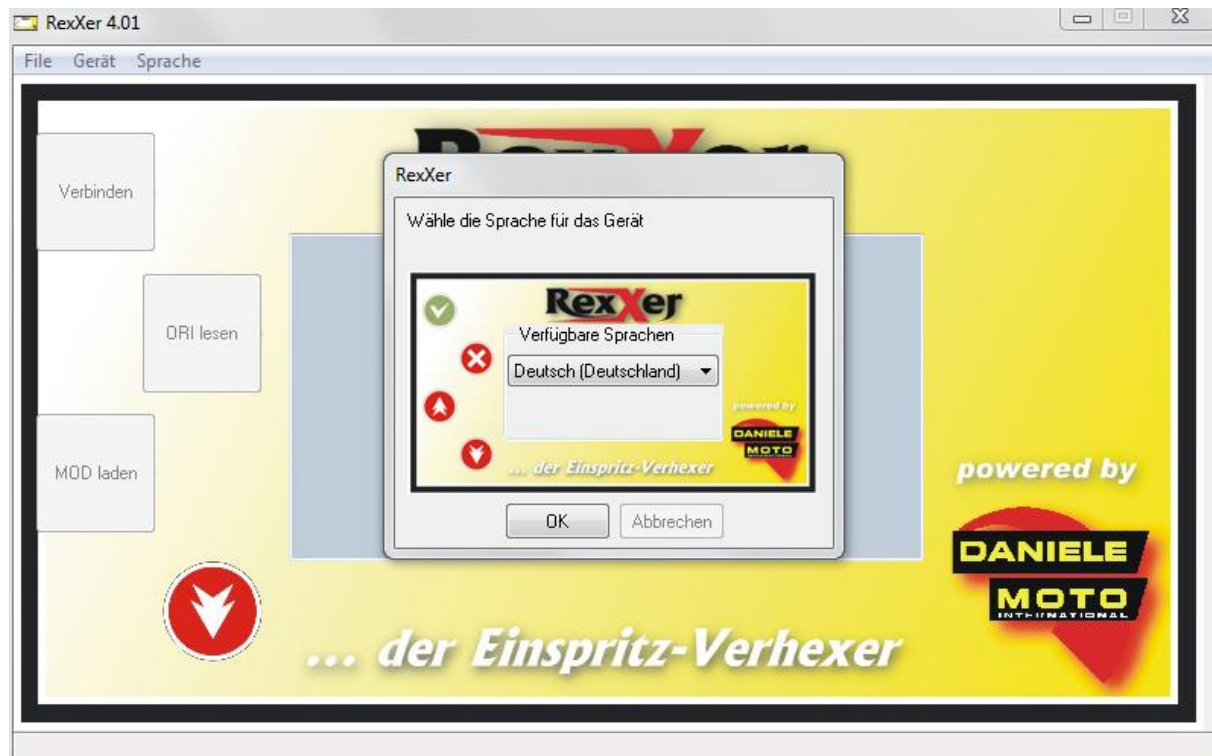 RexXer 4.01
File Gerät Sprache
Verbinden
ORI lesen
MOD laden
RexXer
Wähle die Sprache für das Gerät
RexXer
Verfügbare Sprachen
Deutsch (Deutschland)
powered by
DANIELE
MOTO
... der Einspritz-Verhexer
OK Abbrechen
powered by
DANIELE
MOTO
INTERNATIONAL
... der Einspritz-Verhexer